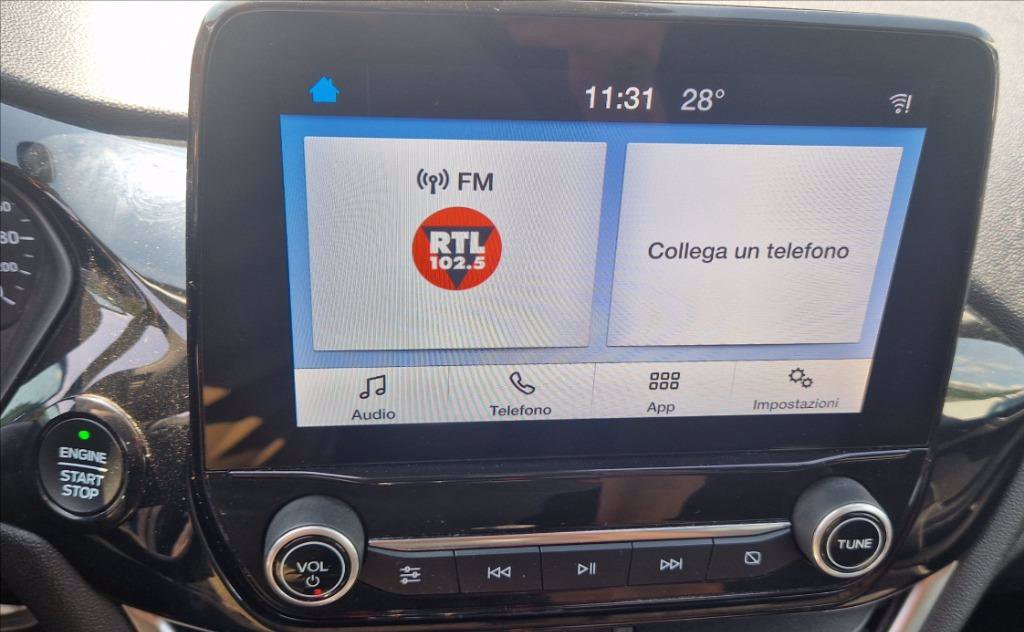 11:31 28°
FM
RTL
102.5
Collega un telefono
Audio
Telefono
App
Impostazioni
ENGINE
START
STOP
VOL
TUNE